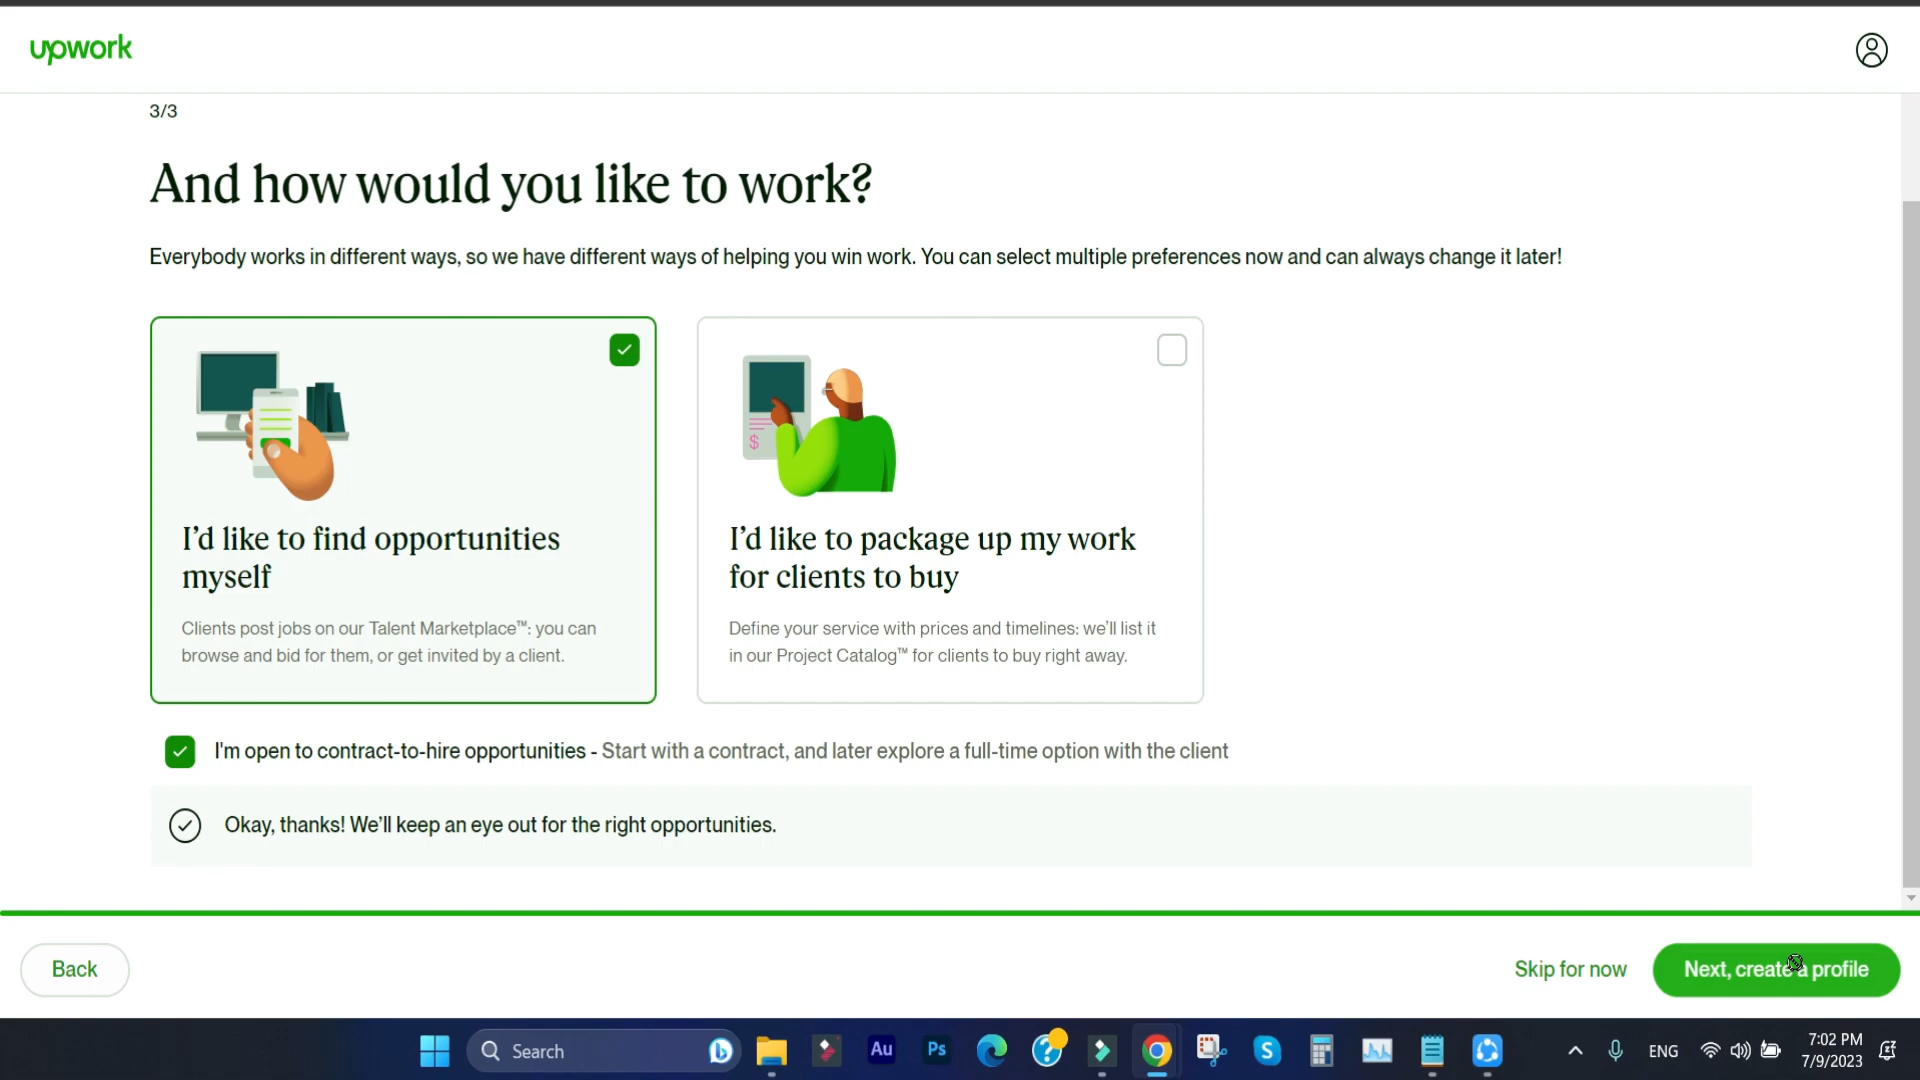 upwork
3/3
And how would you like to work?
Everybody works in different ways, so we have different ways of helping you win work. You can select multiple preferences now and can always change it later!
$
I'd like to find opportunities
myself
Clients post jobs on our Talent Marketplace™: you can
browse and bid for them, or get invited by a client.
I'd like to package up my work
for clients to buy
Define your service with prices and timelines: we'll list it
in our Project Catalog™ for clients to buy right away.
I'm open to contract-to-hire opportunities - Start with a contract, and later explore a full-time option with the client
Okay, thanks! We'll keep an eye out for the right opportunities.
Back
Skip for now
Next, create a profile
Search
Au
Ps
S
ENG
7:02 PM
7/9/2023